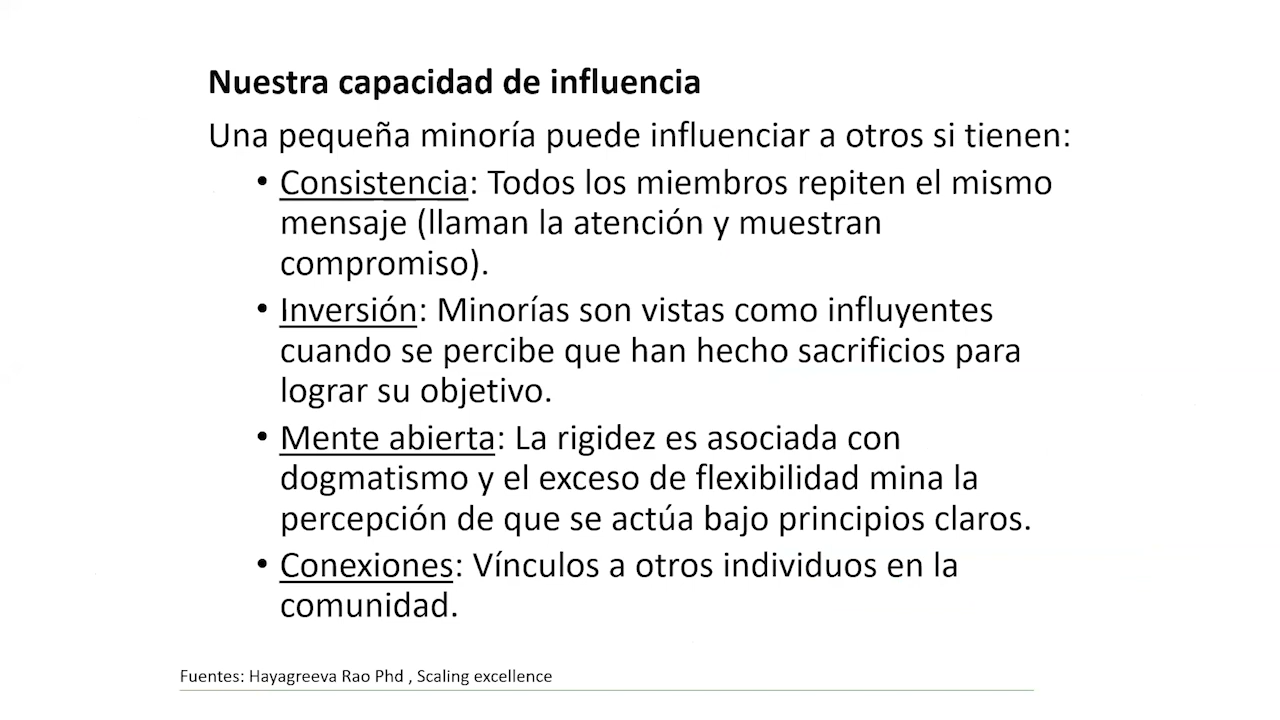 Nuestra capacidad de influencia
Una pequeña minoría puede influenciar a otros si tienen:
• Consistencia: Todos los miembros repiten el mismo
mensaje (llaman la atención y muestran
compromiso).
• Inversión: Minorías son vistas como influyentes
cuando se percibe que han hecho sacrificios para
lograr su objetivo.
• Mente abierta: La rigidez es asociada con
dogmatismo y el exceso de flexibilidad mina la
percepción de que se actúa bajo principios claros.
• Conexiones: Vínculos a otros individuos en la
comunidad.
Fuentes: Hayagreeva Rao Phd , Scaling excellence